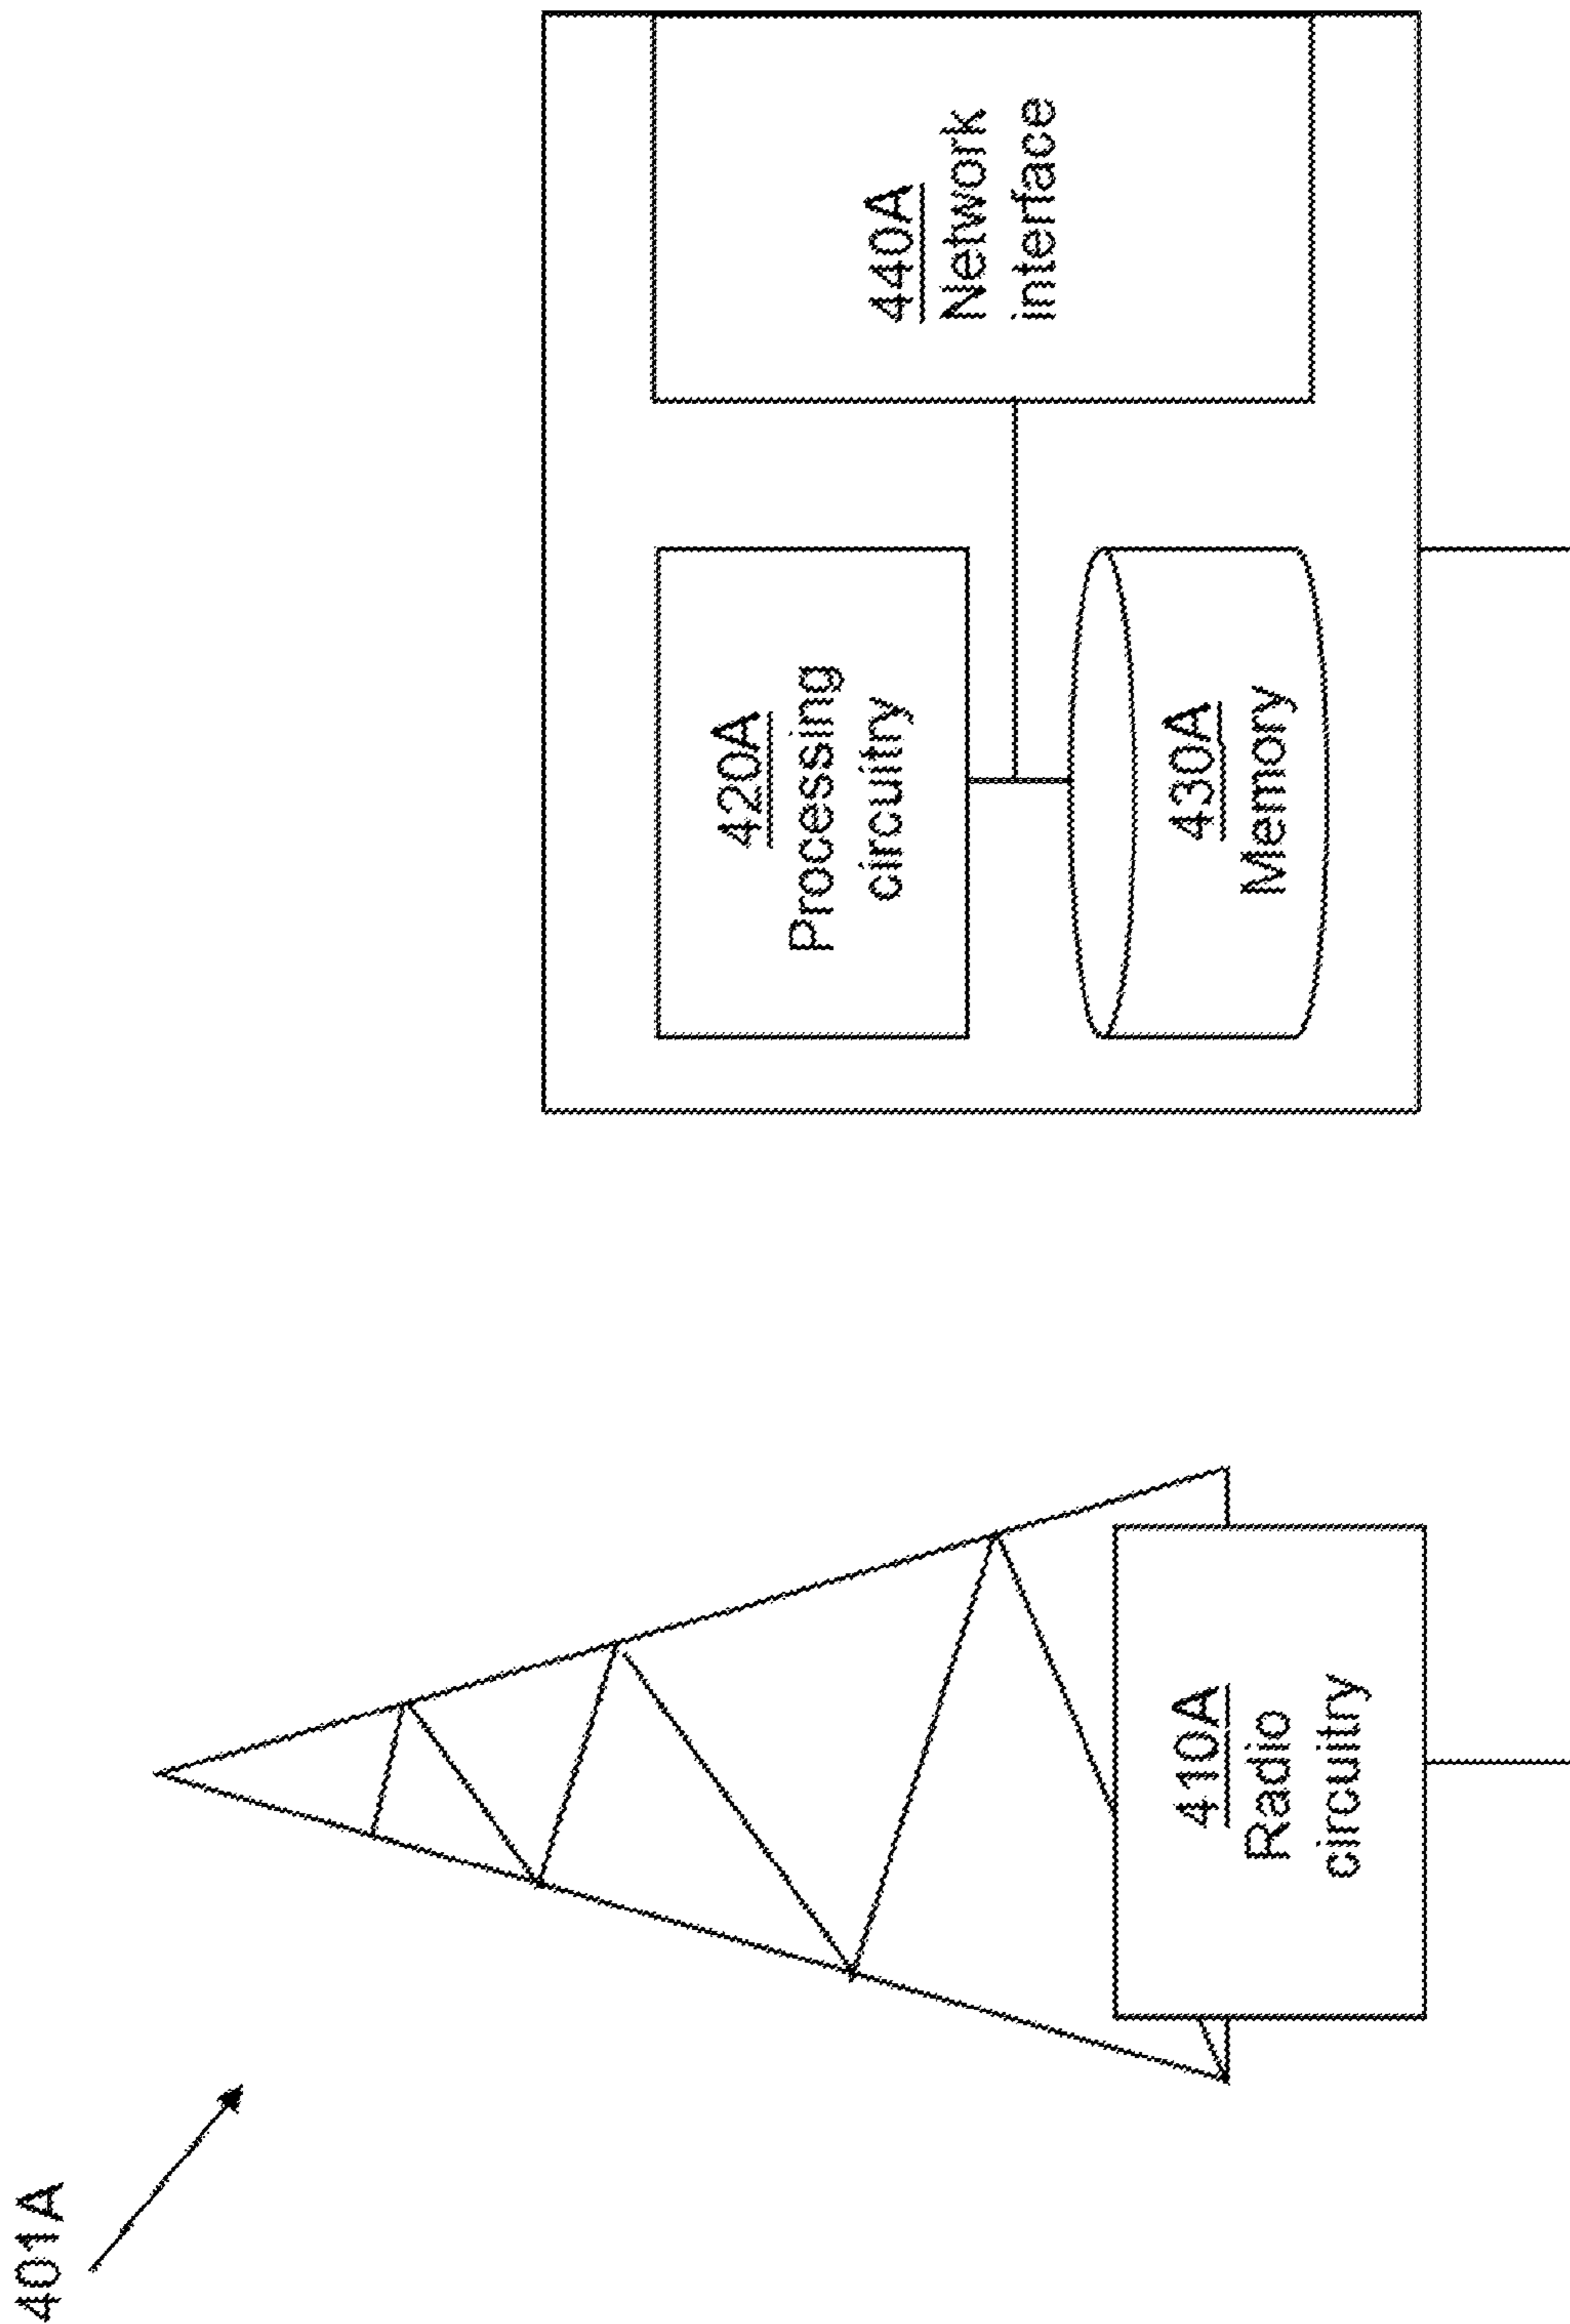 401A
410A
Radio
circuitry
420A
Processing
circuitry
430A
Memory
440A
Network
interface